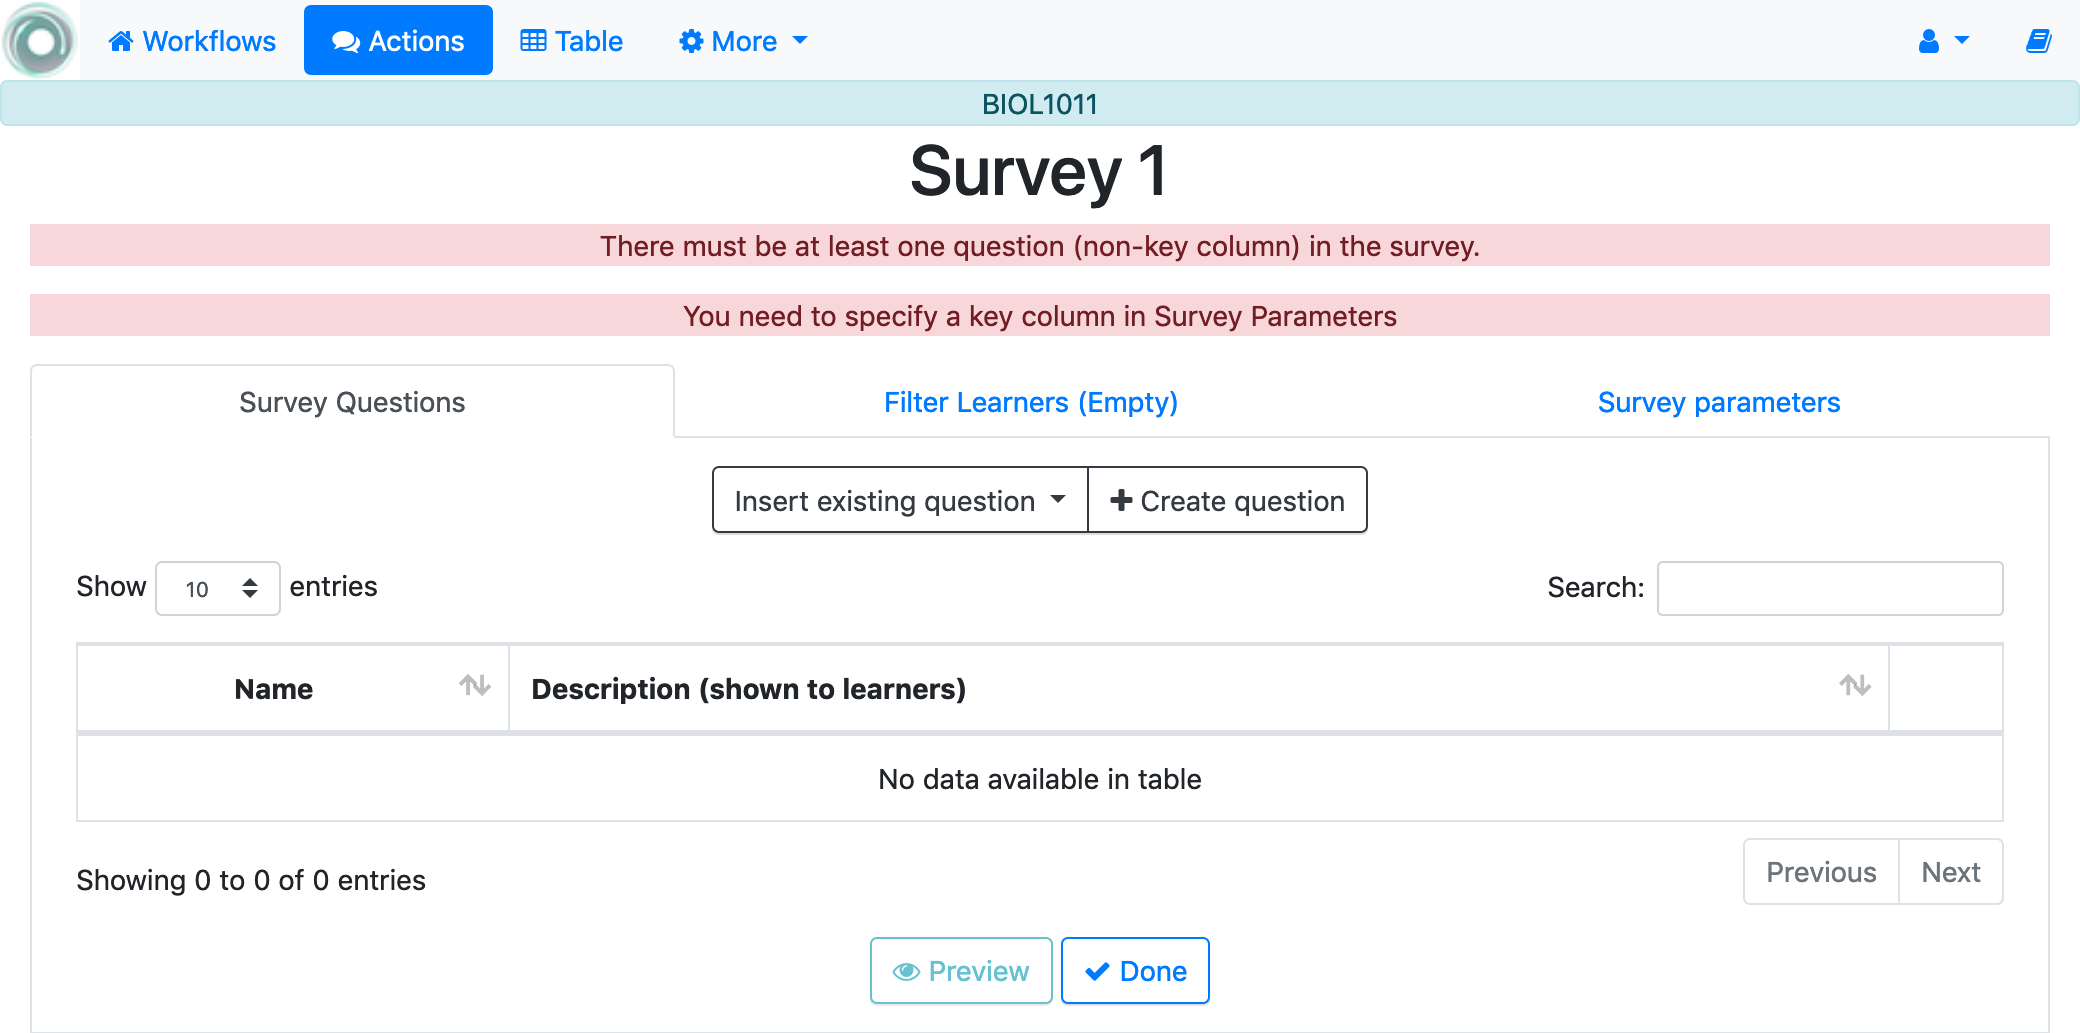 Workflows Actions Table More
BIOL1011
Survey 1
There must be at least one question (non-key column) in the survey.
You need to specify a key column in Survey Parameters
Survey Questions Filter Learners (Empty) Survey parameters
Insert existing question Create question
Show 10 entries Search:
Name Description (shown to learners)
No data available in table
Showing 0 to 0 of 0 entries Previous Next
Preview Done